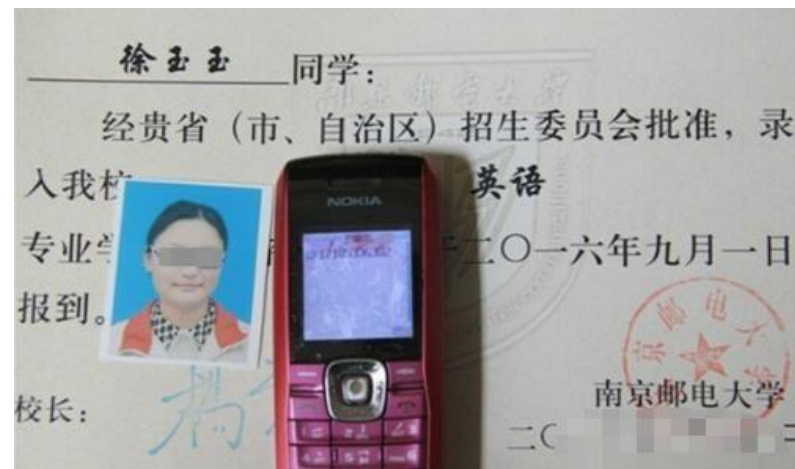 徐玉玉 同学：
经贵省（市、自治区）招生委员会批准，录
入我校 英语
专业学 二〇一六年九月一日
报到。
NOKIA
校长：
南京邮电大学